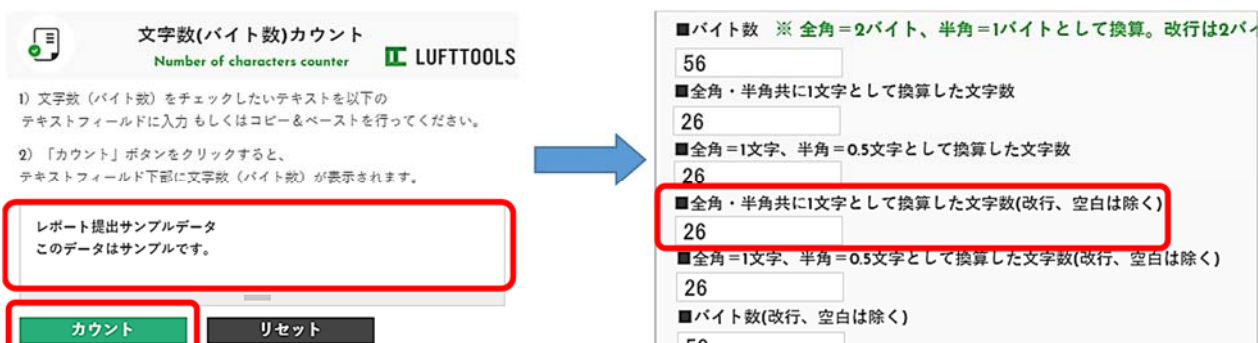 文字数(バイト数)カウント
Number of characters counter
LUFTTOOLS
1) 文字数（バイト数）をチェックしたいテキストを以下の
テキストフィールドに入力 もしくはコピー＆ペーストを行ってください。
2) 「カウント」ボタンをクリックすると、
テキストフィールド下部に文字数（バイト数）が表示されます。
レポート提出サンプルデータ
このデータはサンプルです。
カウント
リセット
■バイト数 ※ 全角＝2バイト、半角＝1バイトとして換算。改行は2バイ
56
■全角・半角共に1文字として換算した文字数
26
■全角＝1文字、半角＝0.5文字として換算した文字数
26
■全角・半角共に1文字として換算した文字数(改行、空白は除く)
26
■全角＝1文字、半角＝0.5文字として換算した文字数(改行、空白は除く)
26
■バイト数(改行、空白は除く)